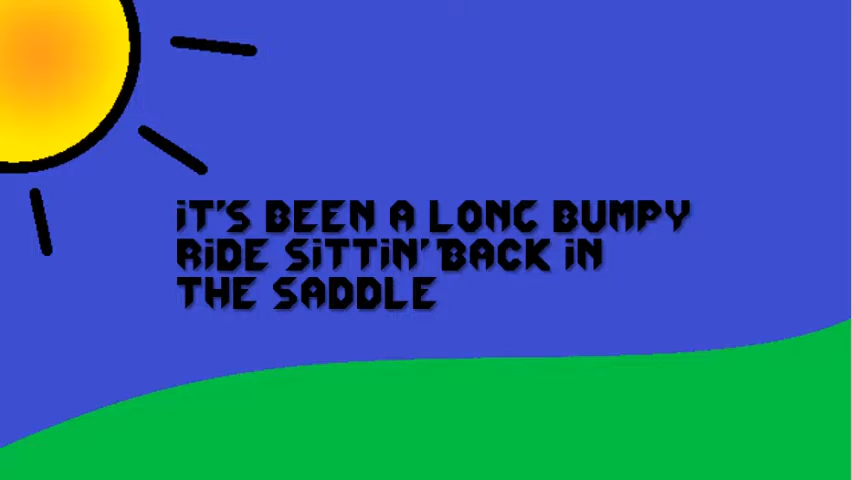 iT'S BEEN A LONG BUMPY
RiDE SiTTiN' BACK iN
THE SADDLE